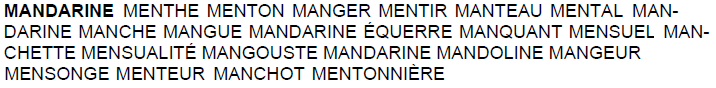 MANDARINE MENTHE MENTON MANGER MENTIR MANTEAU MENTAL MAN-
DARINE MANCHE MANGUE MANDARINE ÉQUERRE MANQUANT MENSUEL MAN-
CHETTE MENSUALITÉ MANGOUSTE MANDARINE MANDOLINE MANGEUR
MENSONGE MENTEUR MANCHOT MENTONNIÈRE